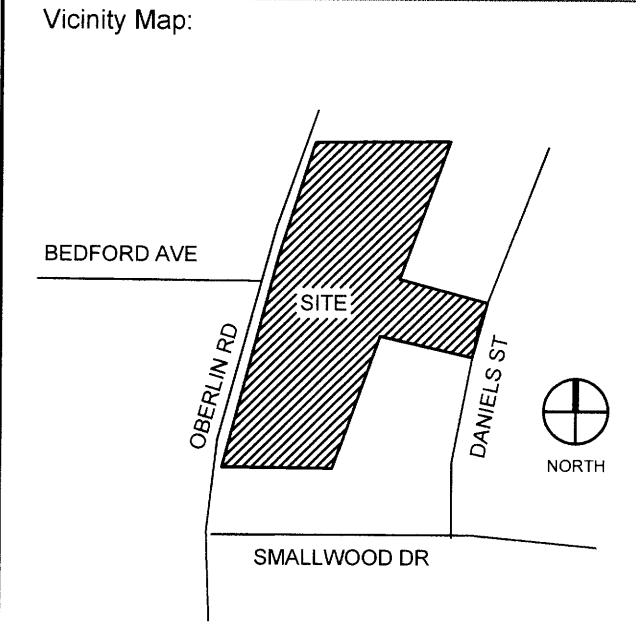 Vicinity Map:
BEDFORD AVE
SITE
OBERLIN RD
DANIELS ST
NORTH
SMALLWOOD DR